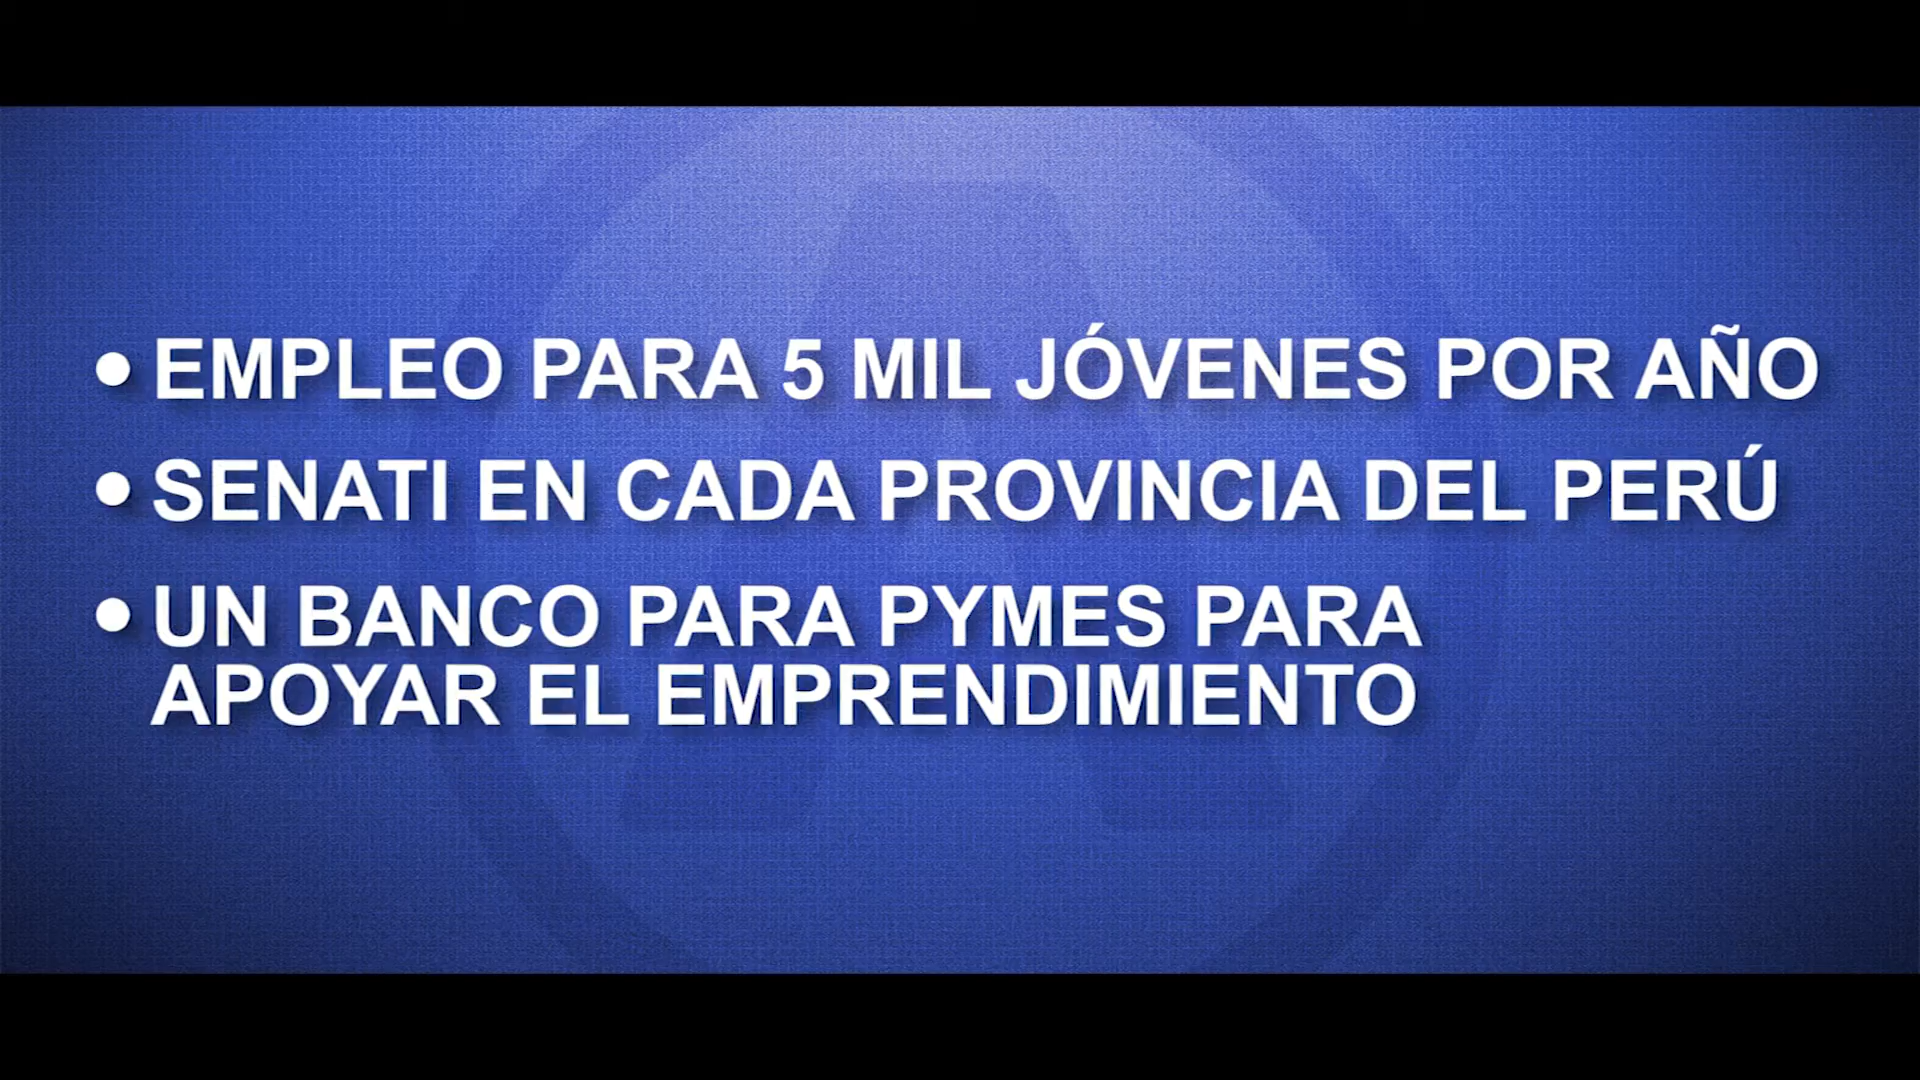 • EMPLEO PARA 5 MIL JÓVENES POR AÑO
• SENATI EN CADA PROVINCIA DEL PERÚ
• UN BANCO PARA PYMES PARA
APOYAR EL EMPRENDIMIENTO